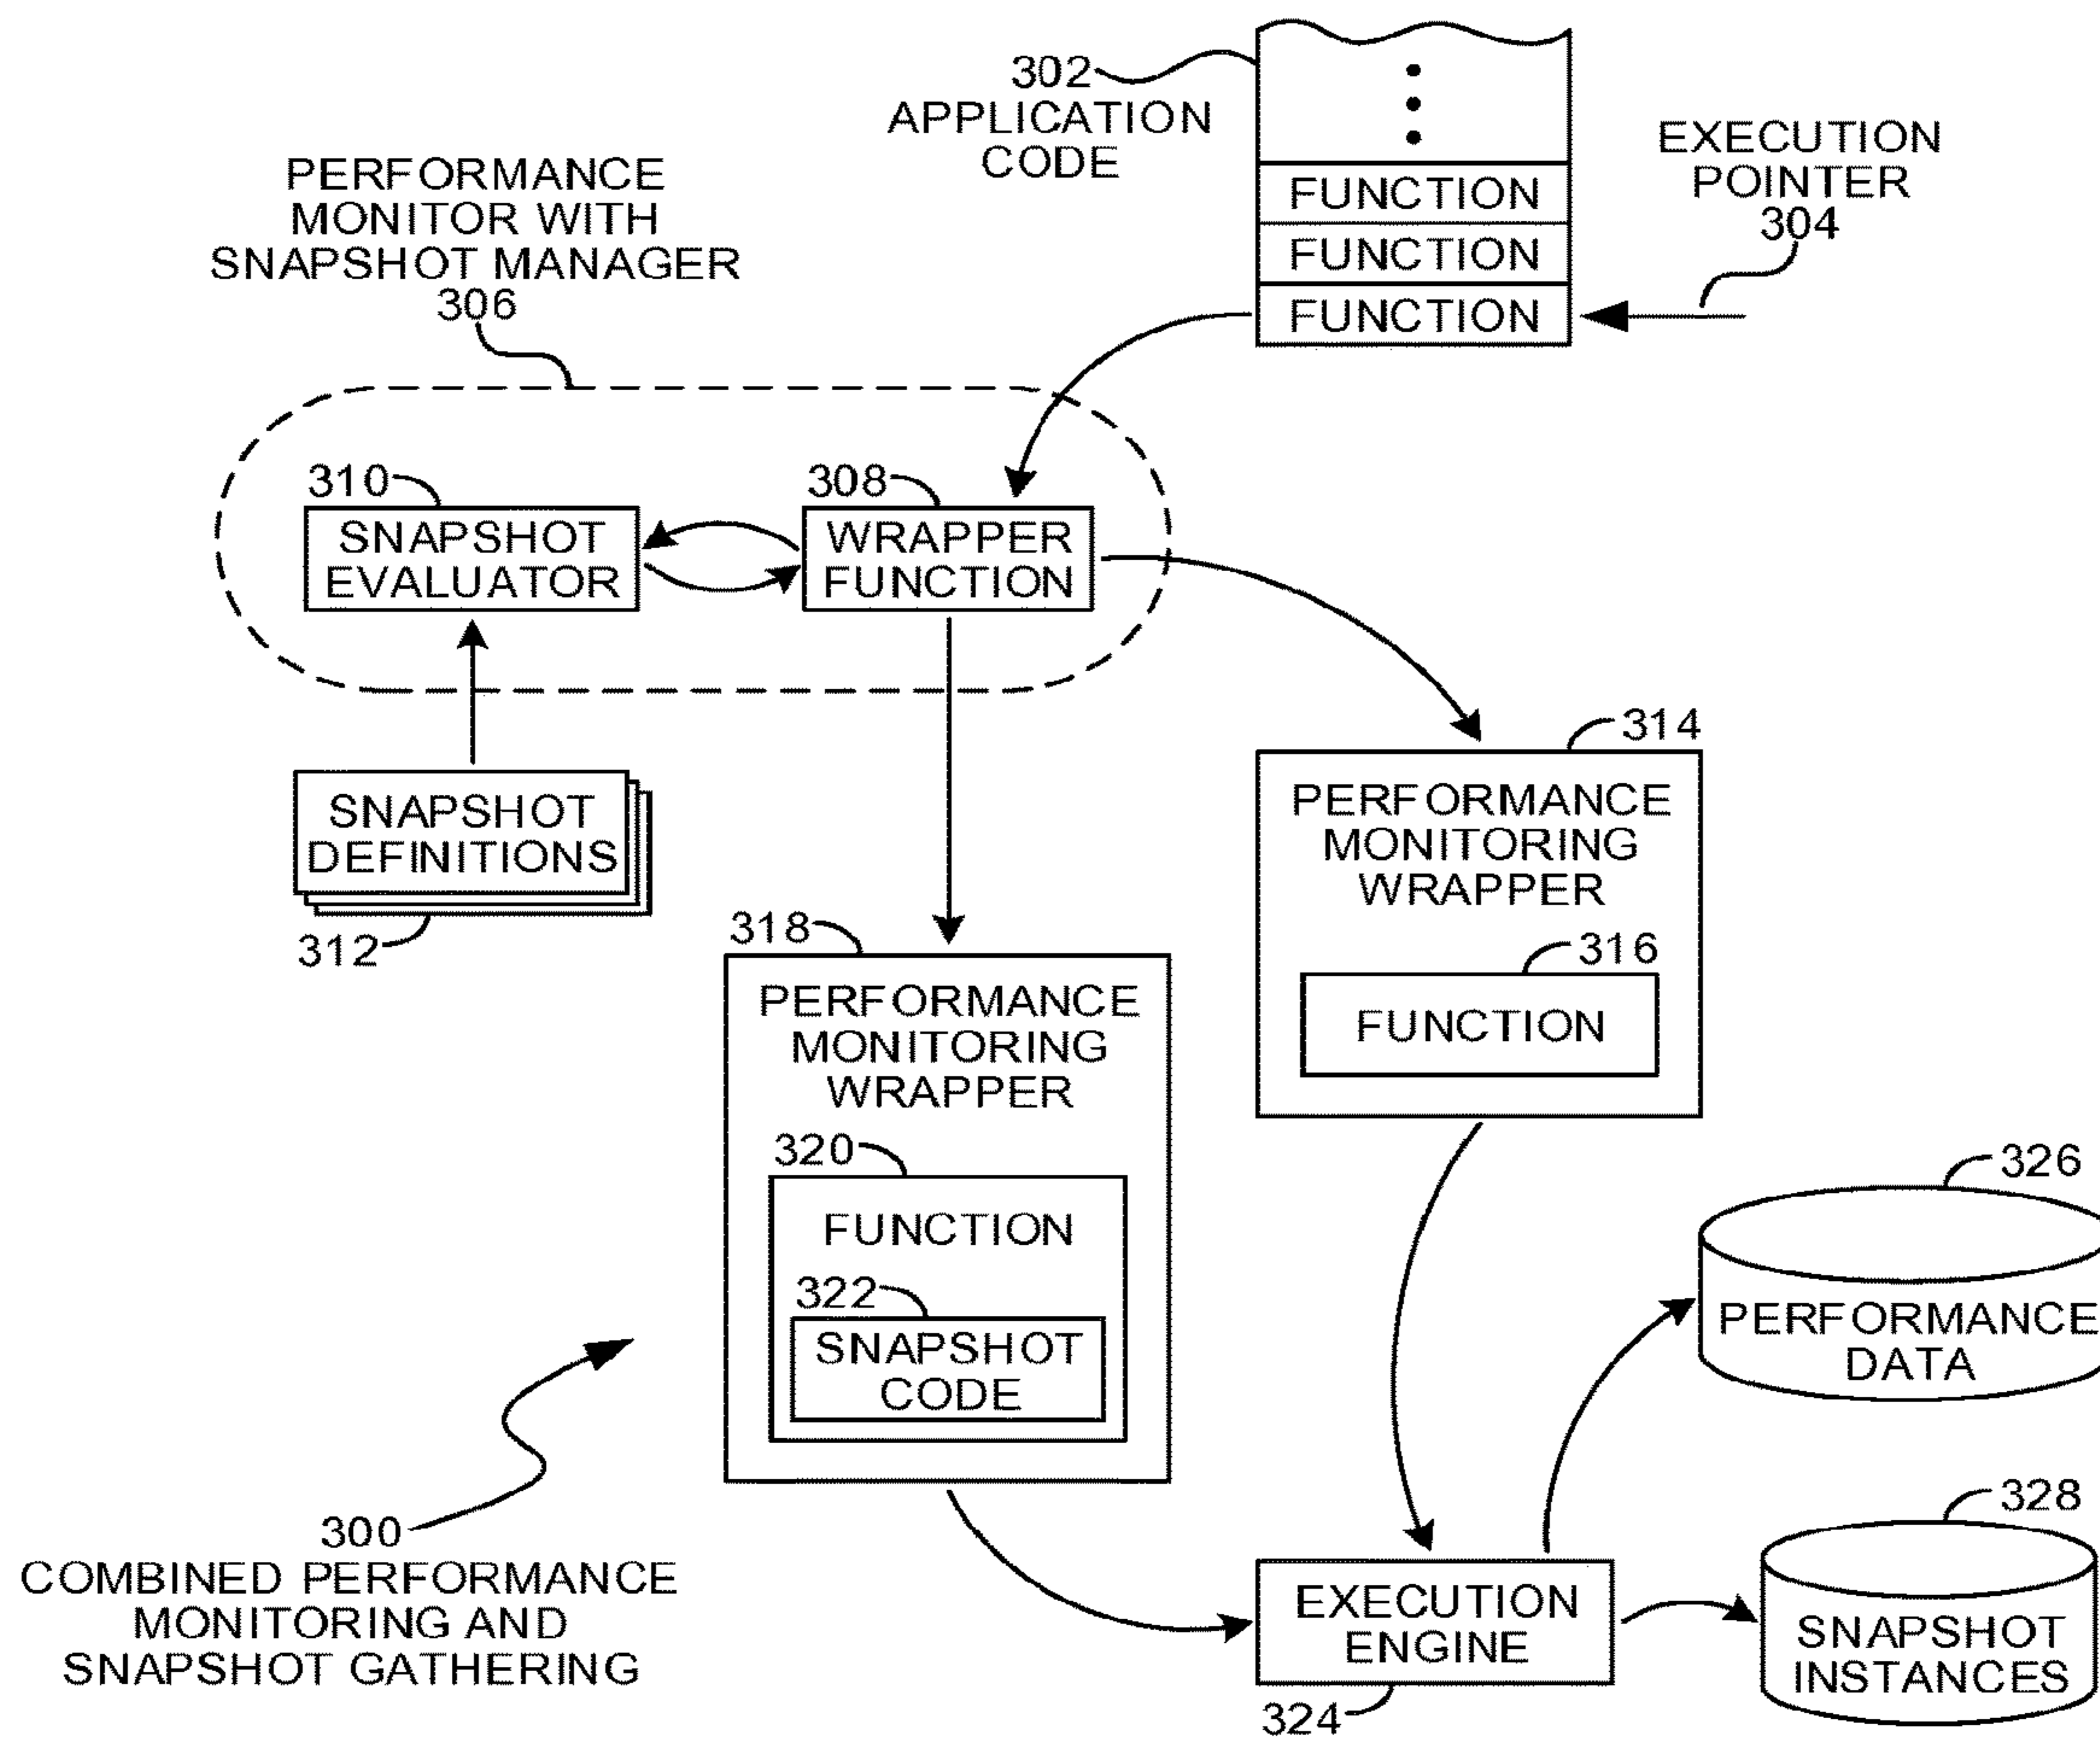 302
APPLICATION
CODE
FUNCTION
FUNCTION
FUNCTION
EXECUTION
POINTER
304
PERFORMANCE
MONITOR WITH
SNAPSHOT MANAGER
306
310
SNAPSHOT
EVALUATOR
308
WRAPPER
FUNCTION
SNAPSHOT
DEFINITIONS
312
314
PERFORMANCE
MONITORING
WRAPPER
316
FUNCTION
318
PERFORMANCE
MONITORING
WRAPPER
320
FUNCTION
322
SNAPSHOT
CODE
326
PERFORMANCE
DATA
328
SNAPSHOT
INSTANCES
EXECUTION
ENGINE
324
300
COMBINED PERFORMANCE
MONITORING AND
SNAPSHOT GATHERING